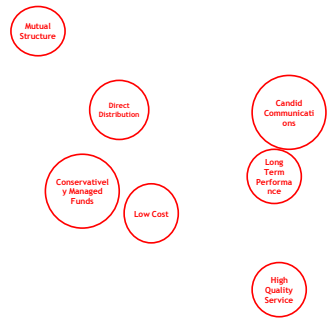 Mutual
Structure
Direct
Distribution
Candid
Communicati
ons
Long
Term
Performa
nce
Conservativel
y Managed
Funds
Low Cost
High
Quality
Service